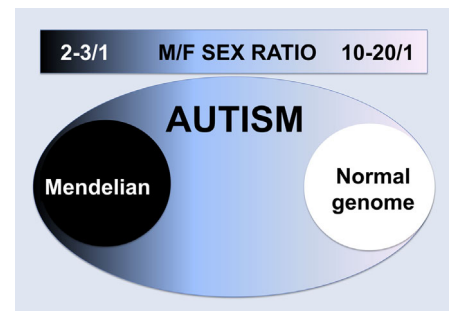 2-3/1 M/F SEX RATIO 10-20/1
AUTISM
Mendelian
Normal
genome